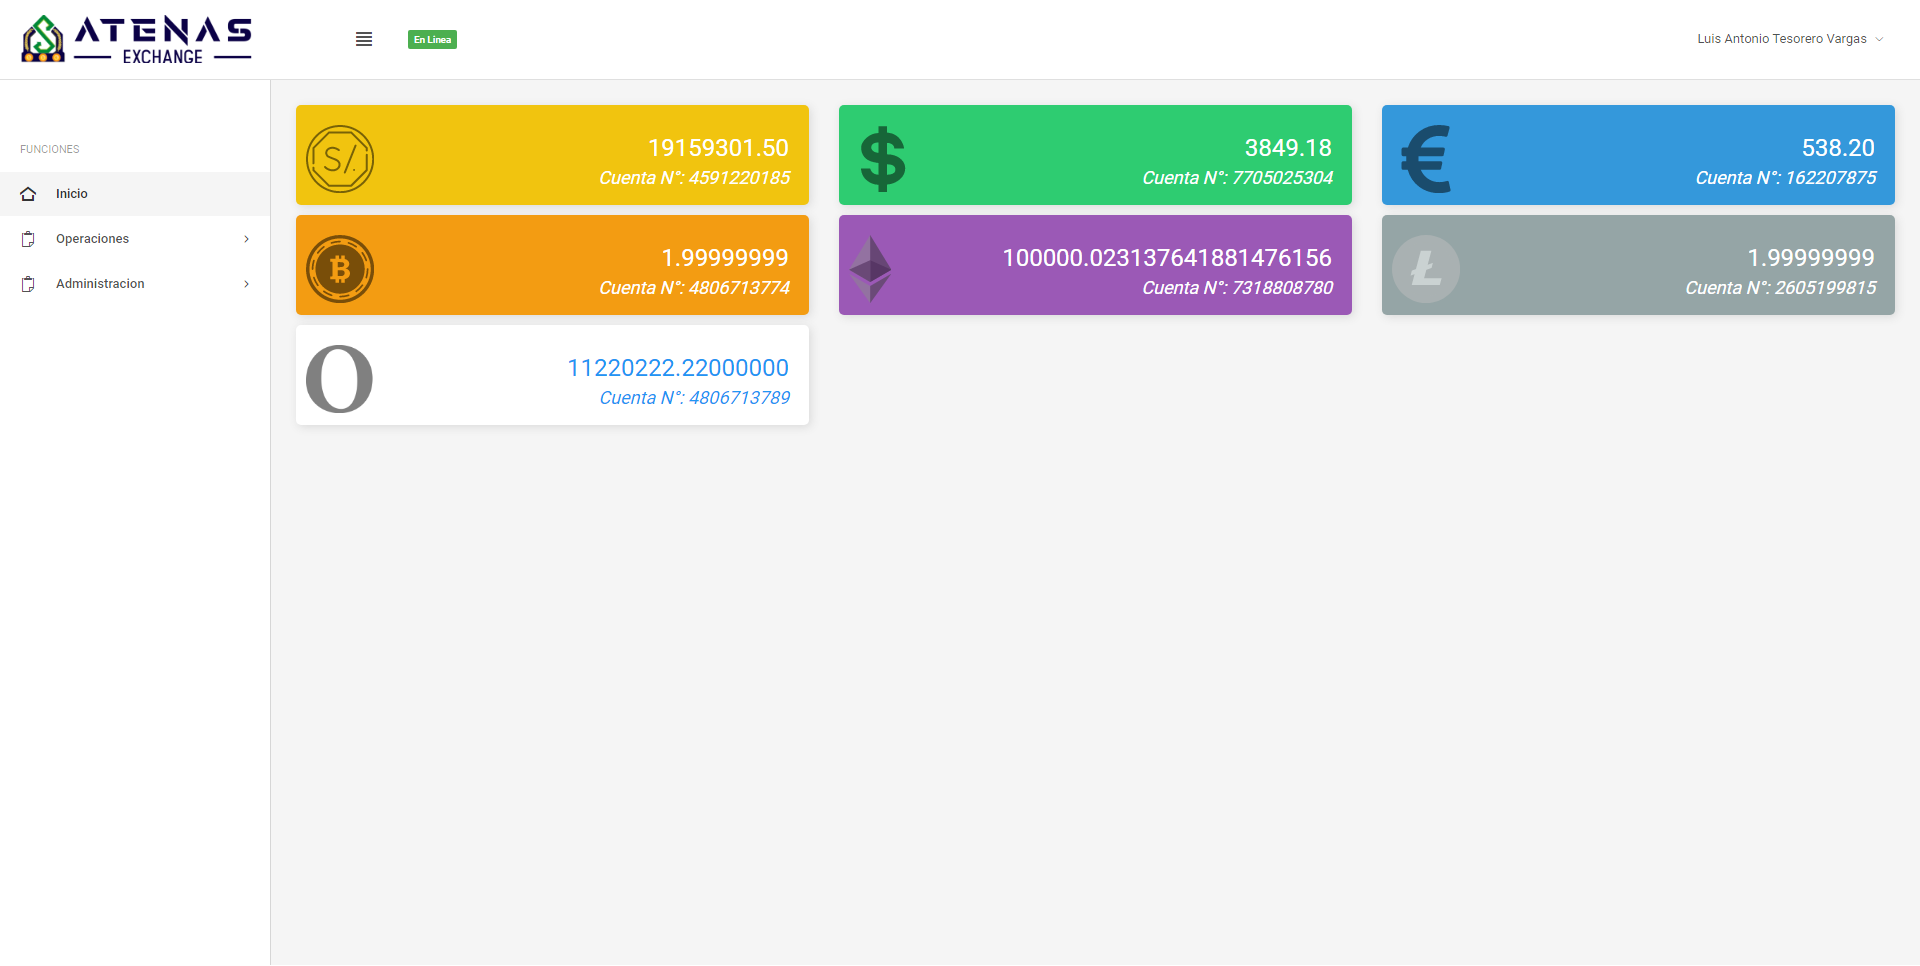 ATENAS
EXCHANGE
En Linea
Luis Antonio Tesorero Vargas
FUNCIONES
Inicio
Operaciones
Administracion
S/.
19159301.50
Cuenta N°: 4591220185
$
3849.18
Cuenta N°: 7705025304
€
538.20
Cuenta N°: 162207875
1.99999999
Cuenta N°: 4806713774
100000.023137641881476156
Cuenta N°: 7318808780
Ł
1.99999999
Cuenta N°: 2605199815
O
11220222.22000000
Cuenta N°: 4806713789